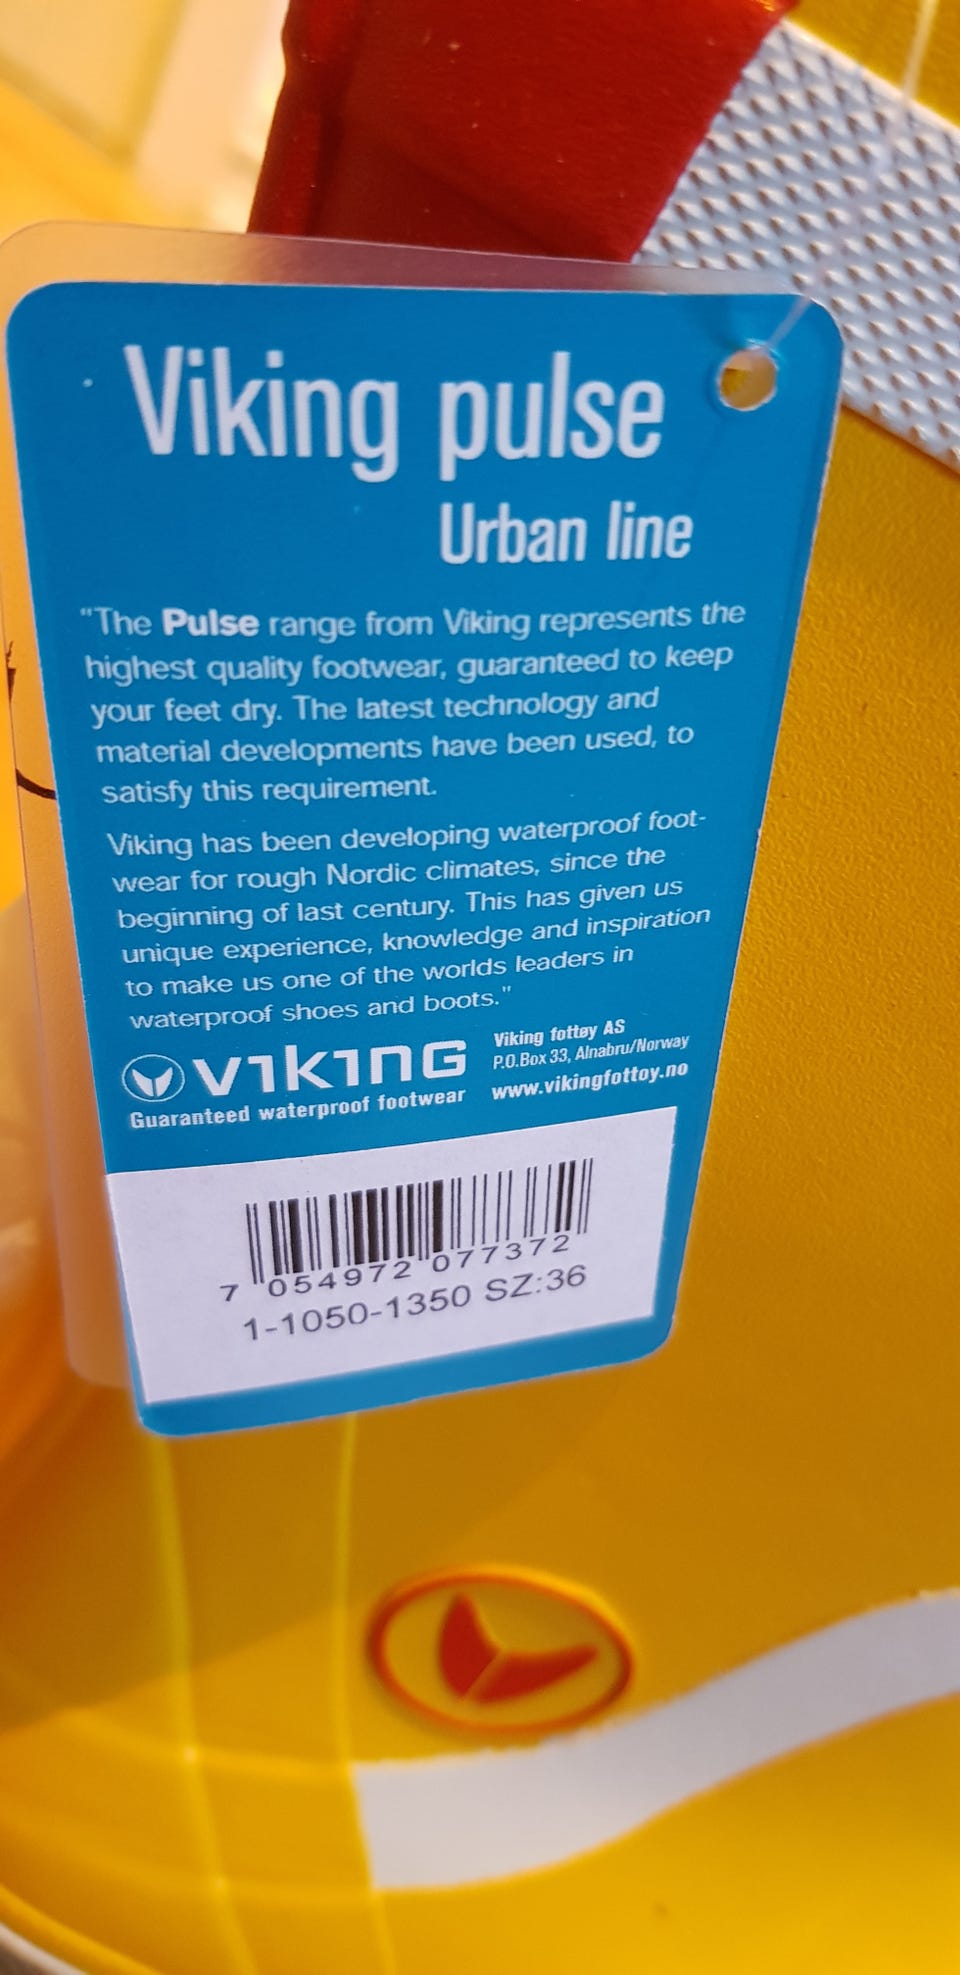 Viking pulse
Urban line
"The Pulse range from Viking represents the
highest quality footwear, guaranteed to keep
your feet dry. The latest technology and
material developments have been used, to
satisfy this requirement.
Viking has been developing waterproof foot-
wear for rough Nordic climates, since the
beginning of last century. This has given us
unique experience, knowledge and inspiration
to make us one of the worlds leaders in
waterproof shoes and boots."
VIKING
Guaranteed waterproof footwear
Viking fottøy AS
P.O.Box 33, Alnabru/Norway
www.vikingfottoy.no
7 054972 077372
1-1050-1350 SZ:36